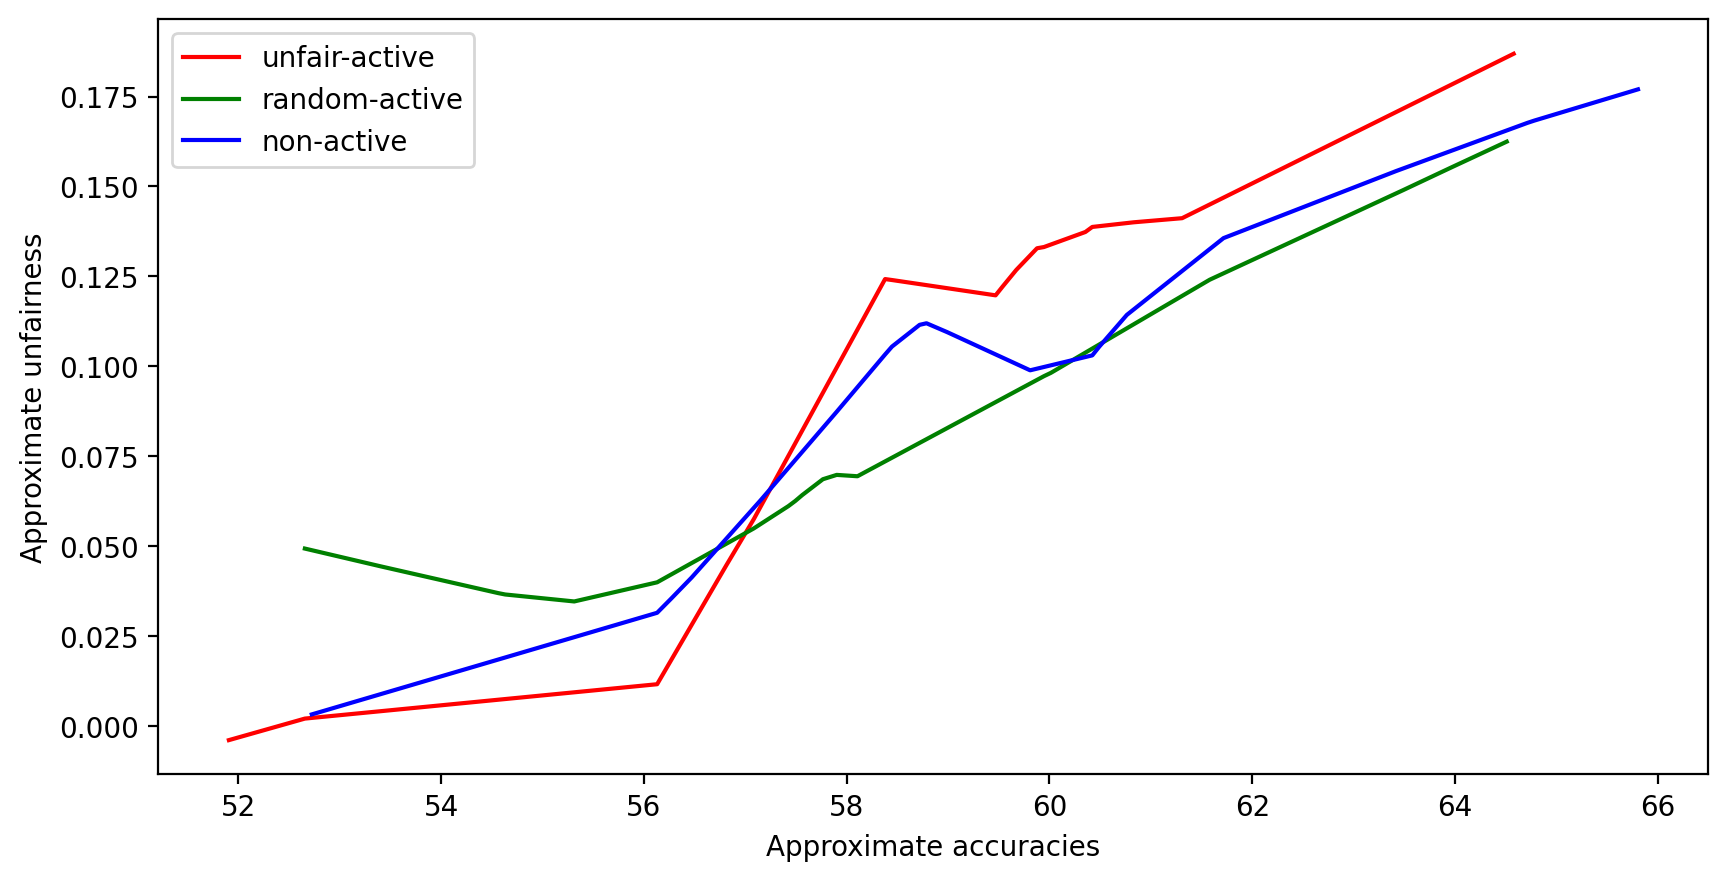 unfair-active
random-active
non-active
Approximate unfairness
0.175
0.150
0.125
0.100
0.075
0.050
0.025
0.000
52 54 56 58 60 62 64 66
Approximate accuracies